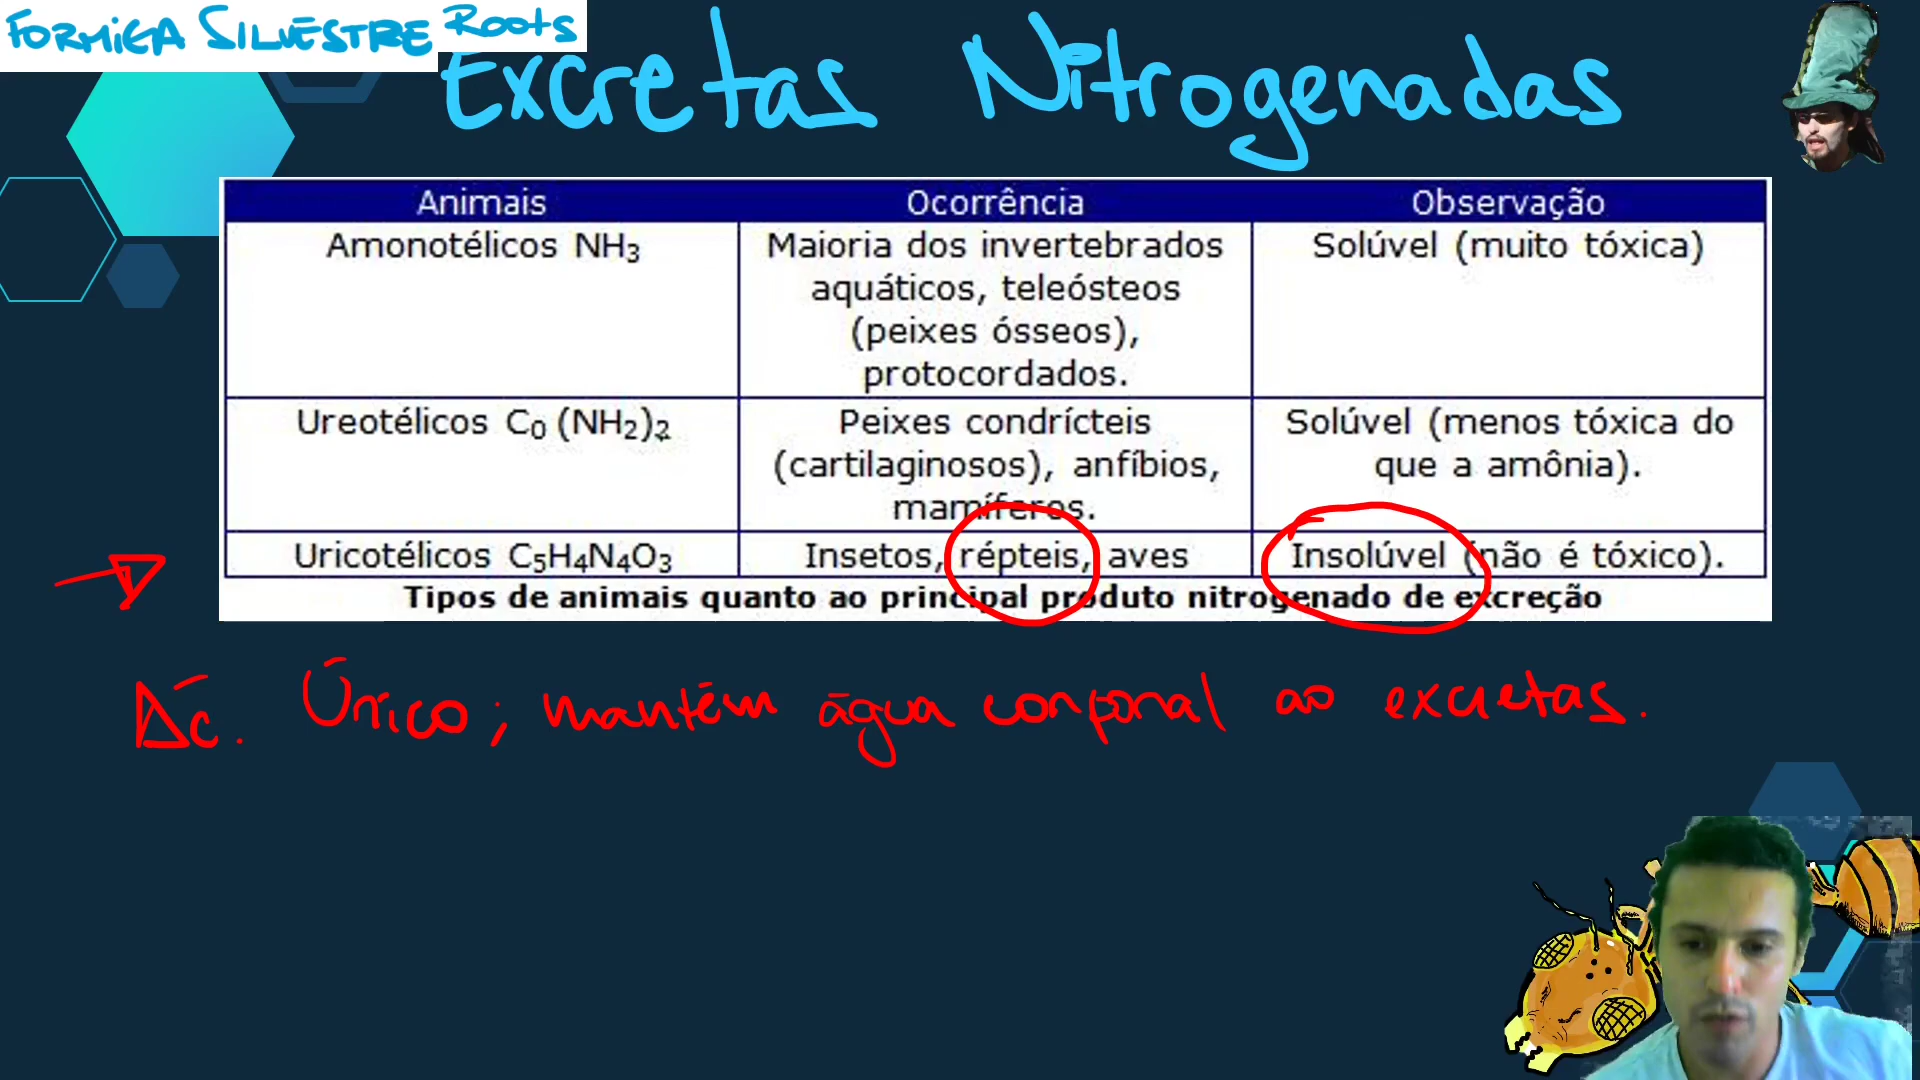 FORMIGA SILVESTRE Roots
Excretas Nitrogenadas
Animais Ocorrência Observação
Amonotélicos NH3 Maioria dos invertebrados Solúvel (muito tóxica)
aquáticos, teleósteos
(peixes ósseos),
protocordados.
Ureotélicos C0 (NH2)2 Peixes condrícteis Solúvel (menos tóxica do
(cartilaginosos), anfíbios, que a amônia).
mamíferos.
Uricotélicos C5H4N4O3 Insetos, répteis, aves Insolúvel (não é tóxico).
Tipos de animais quanto ao principal produto nitrogenado de excreção
Ác. Úrico; mantém água corporal ao excretas.